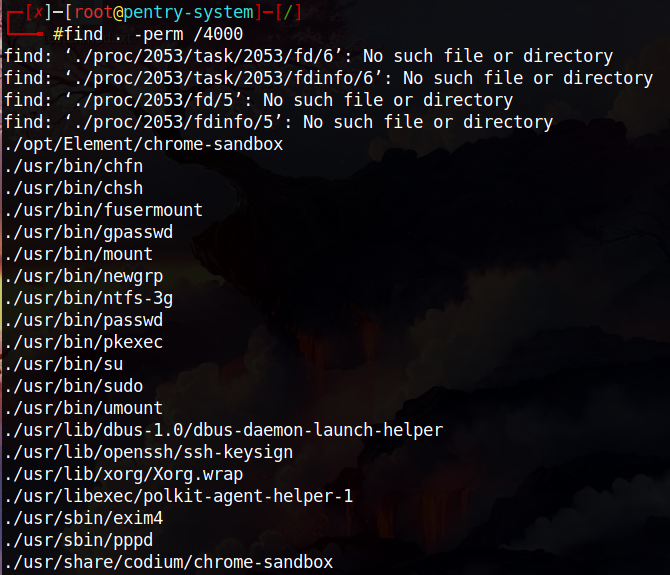 ┌─[✗]─[root@pentry-system]─[/]
└──╼ #find . -perm /4000
find: ‘./proc/2053/task/2053/fd/6’: No such file or directory
find: ‘./proc/2053/task/2053/fdinfo/6’: No such file or directory
find: ‘./proc/2053/fd/5’: No such file or directory
find: ‘./proc/2053/fdinfo/5’: No such file or directory
./opt/Element/chrome-sandbox
./usr/bin/chfn
./usr/bin/chsh
./usr/bin/fusermount
./usr/bin/gpasswd
./usr/bin/mount
./usr/bin/newgrp
./usr/bin/ntfs-3g
./usr/bin/passwd
./usr/bin/pkexec
./usr/bin/su
./usr/bin/sudo
./usr/bin/umount
./usr/lib/dbus-1.0/dbus-daemon-launch-helper
./usr/lib/openssh/ssh-keysign
./usr/lib/xorg/Xorg.wrap
./usr/libexec/polkit-agent-helper-1
./usr/sbin/exim4
./usr/sbin/pppd
./usr/share/codium/chrome-sandbox